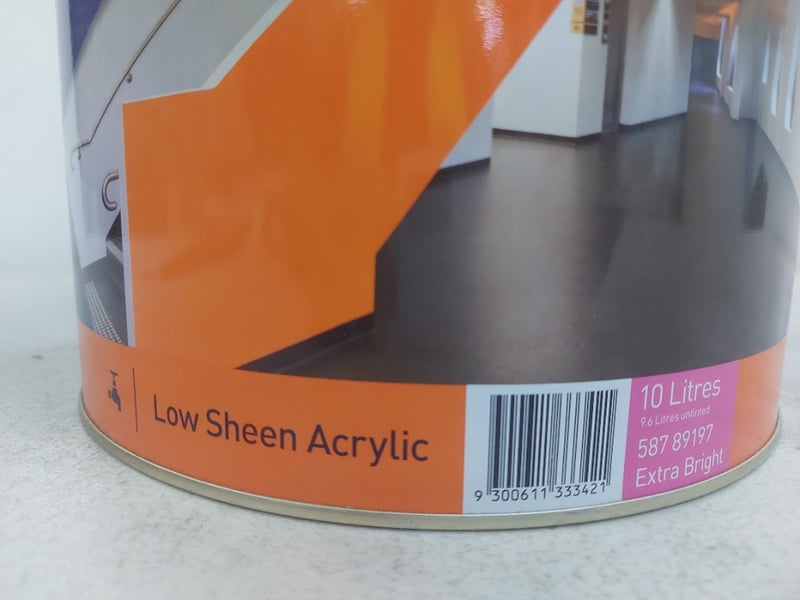 Low Sheen Acrylic
9 300611 333421
10 Litres
9.6 Litres untinted
587 89197
Extra Bright